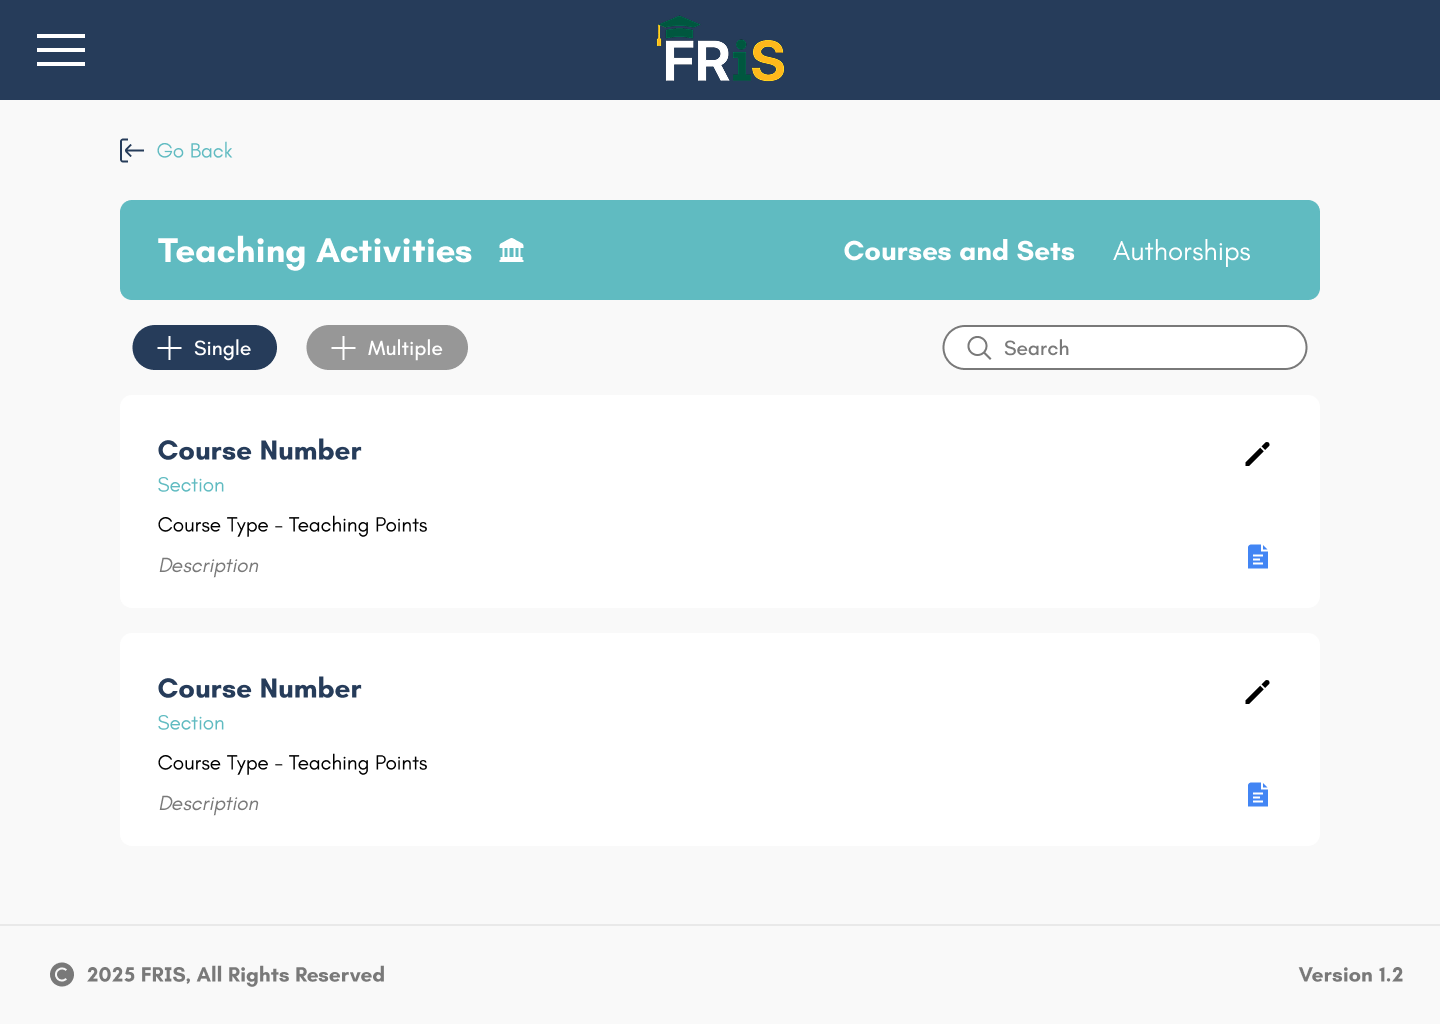 FRiS
Go Back
Teaching Activities
Courses and Sets
Authorships
Single
Multiple
Search
Course Number
Section
Course Type - Teaching Points
Description
Course Number
Section
Course Type - Teaching Points
Description
© 2025 FRIS, All Rights Reserved
Version 1.2